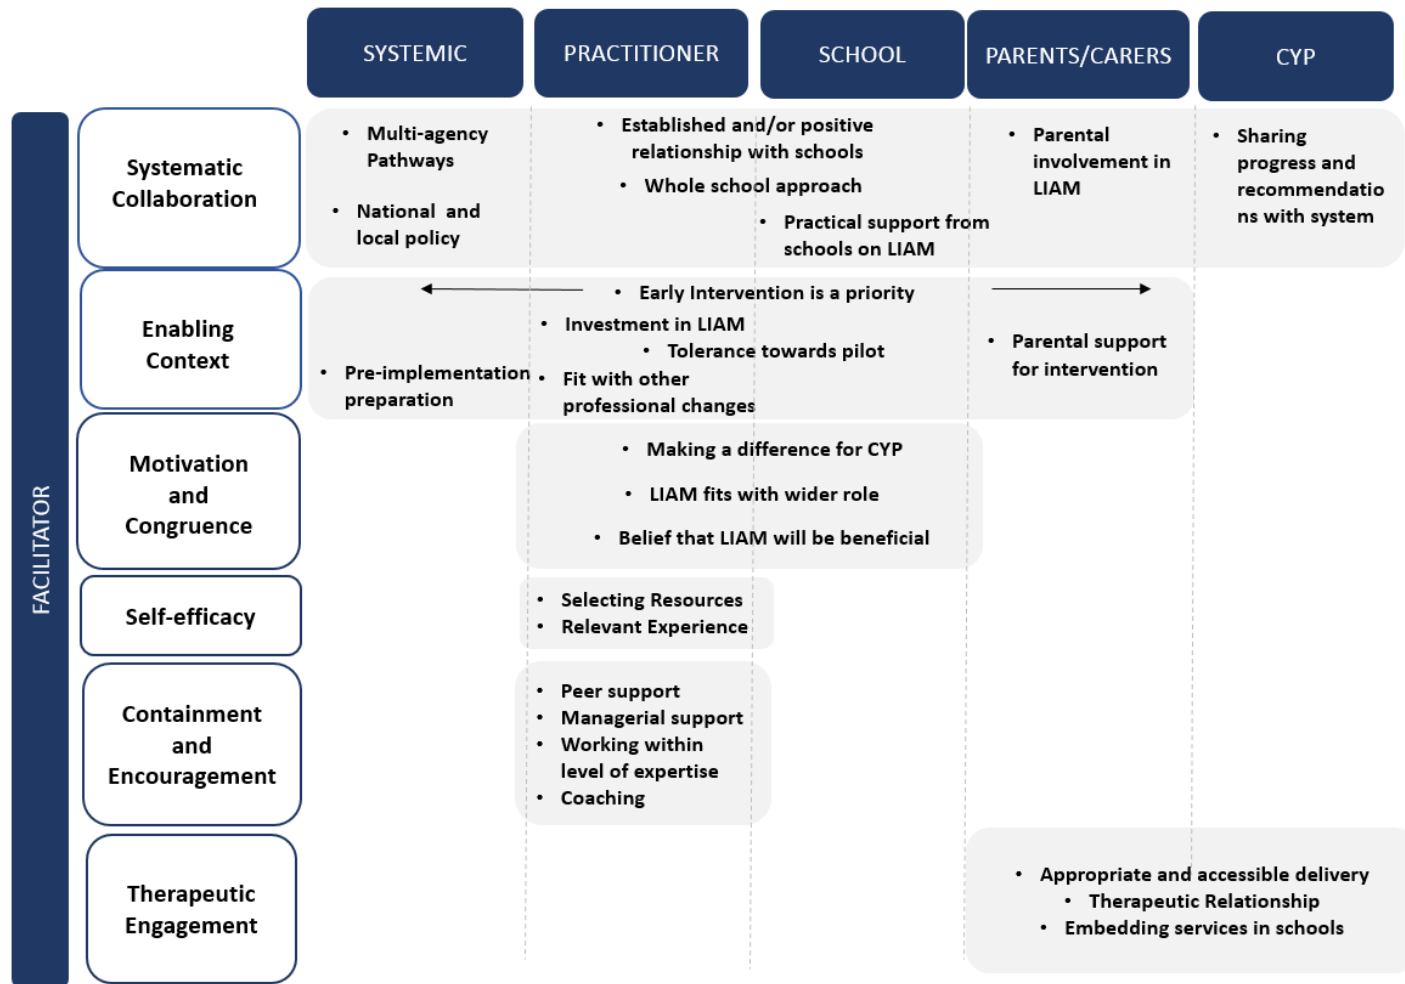 SYSTEMIC
PRACTITIONER
SCHOOL
PARENTS/CARERS
CYP
FACILITATOR
Systematic
Collaboration
• Multi-agency
Pathways
• National and
local policy
• Established and/or positive
relationship with schools
• Whole school approach
• Practical support from
schools on LIAM
• Parental
involvement in
LIAM
• Sharing
progress and
recommendatio
ns with system
Enabling
Context
• Early Intervention is a priority
• Investment in LIAM
• Tolerance towards pilot
• Pre-implementation
preparation
• Fit with other
professional changes
• Parental support
for intervention
Motivation
and
Congruence
• Making a difference for CYP
• LIAM fits with wider role
• Belief that LIAM will be beneficial
Self-efficacy
• Selecting Resources
• Relevant Experience
Containment
and
Encouragement
• Peer support
• Managerial support
• Working within
level of expertise
• Coaching
Therapeutic
Engagement
• Appropriate and accessible delivery
• Therapeutic Relationship
• Embedding services in schools